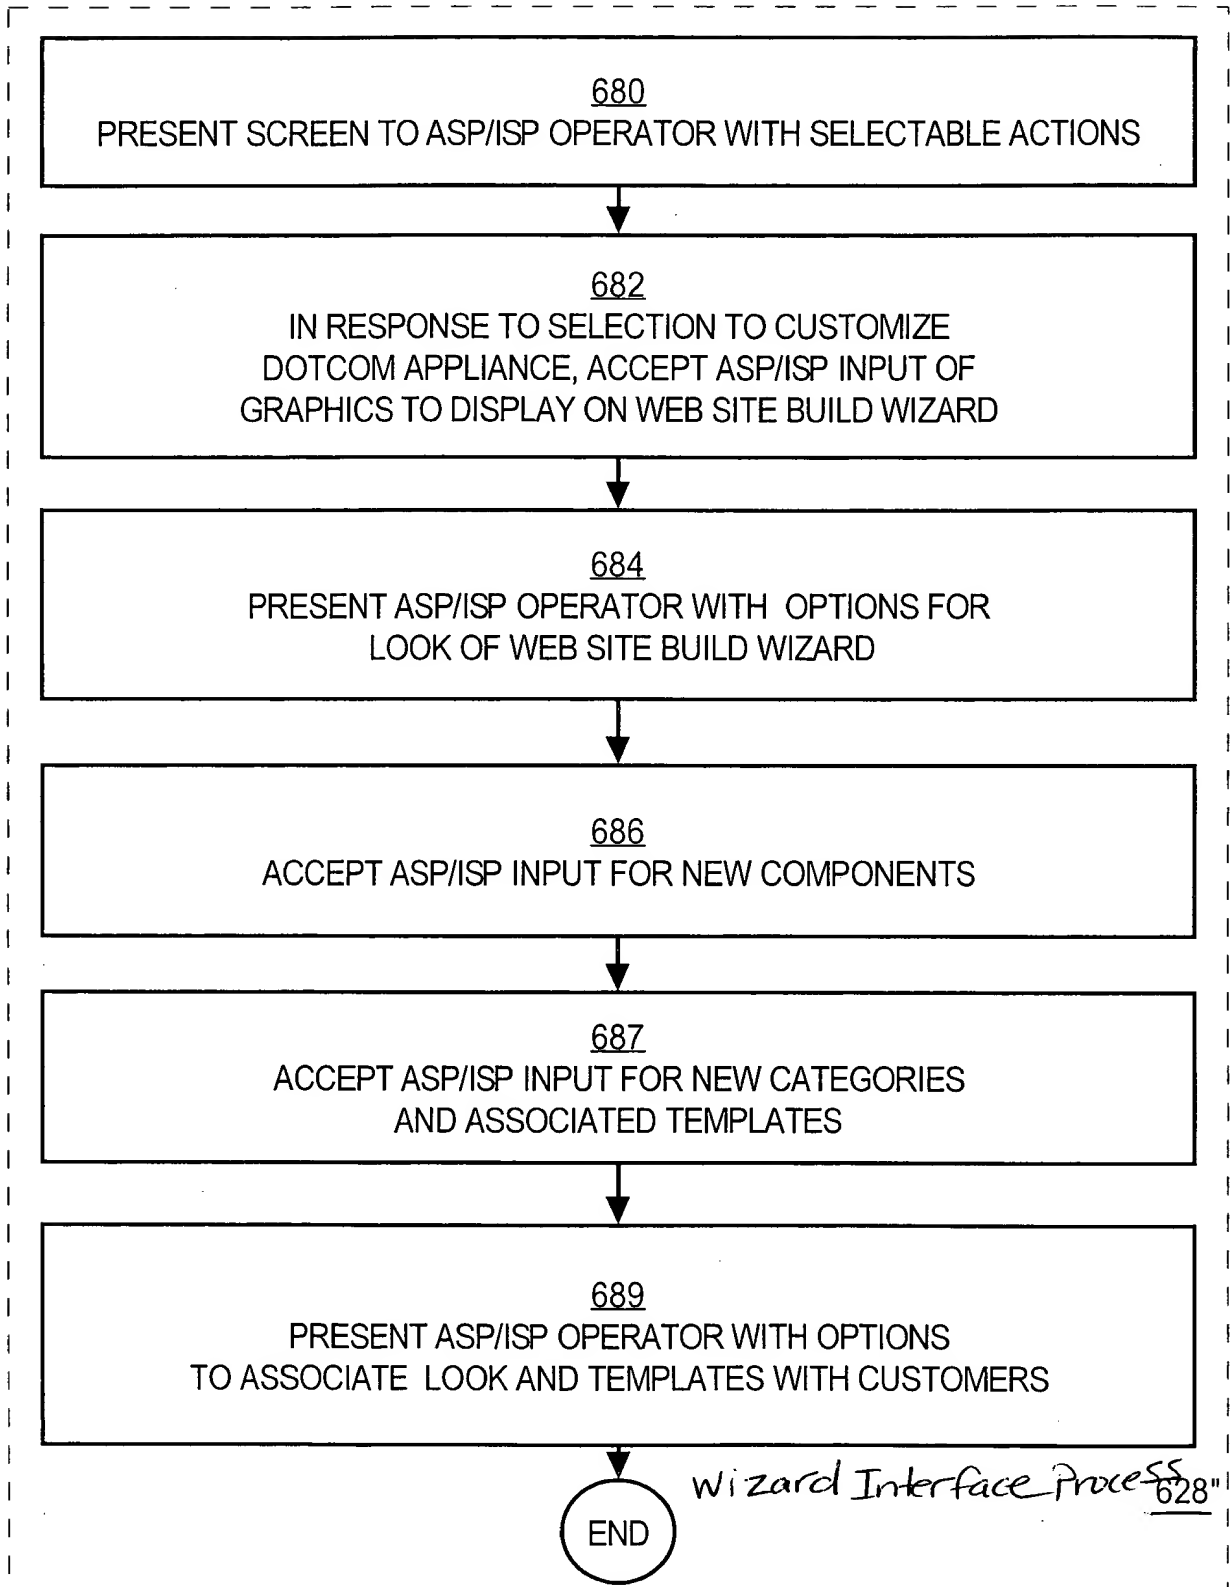 680
PRESENT SCREEN TO ASP/ISP OPERATOR WITH SELECTABLE ACTIONS
682
IN RESPONSE TO SELECTION TO CUSTOMIZE
DOTCOM APPLIANCE, ACCEPT ASP/ISP INPUT OF
GRAPHICS TO DISPLAY ON WEB SITE BUILD WIZARD
684
PRESENT ASP/ISP OPERATOR WITH OPTIONS FOR
LOOK OF WEB SITE BUILD WIZARD
686
ACCEPT ASP/ISP INPUT FOR NEW COMPONENTS
687
ACCEPT ASP/ISP INPUT FOR NEW CATEGORIES
AND ASSOCIATED TEMPLATES
689
PRESENT ASP/ISP OPERATOR WITH OPTIONS
TO ASSOCIATE LOOK AND TEMPLATES WITH CUSTOMERS
Wizard Interface Process
628"
END